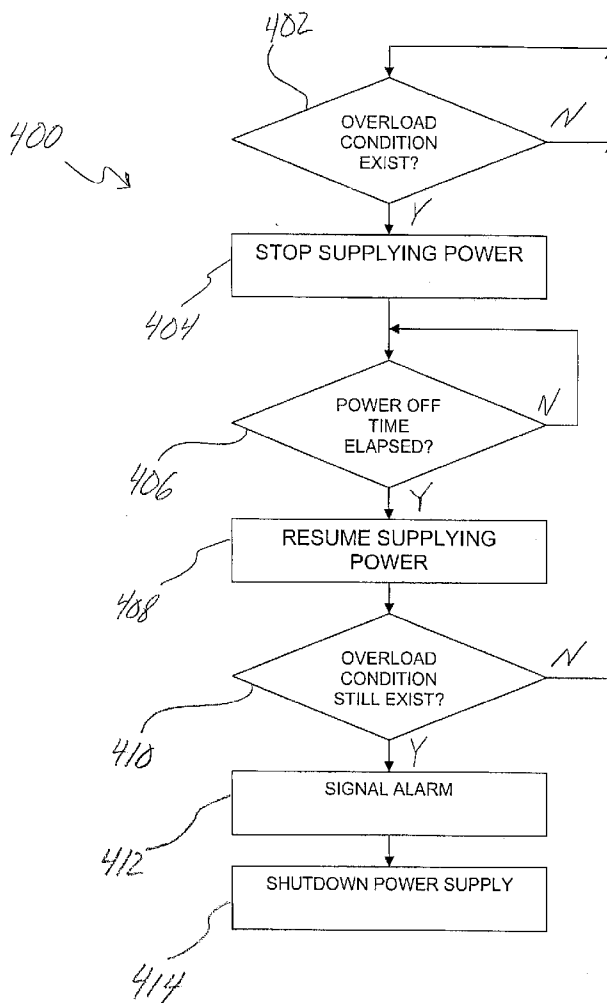 402
400
OVERLOAD
CONDITION
EXIST?
N
Y
STOP SUPPLYING POWER
404
POWER OFF
TIME
ELAPSED?
N
406
Y
RESUME SUPPLYING
POWER
408
OVERLOAD
CONDITION
STILL EXIST?
N
410
Y
SIGNAL ALARM
412
SHUTDOWN POWER SUPPLY
414